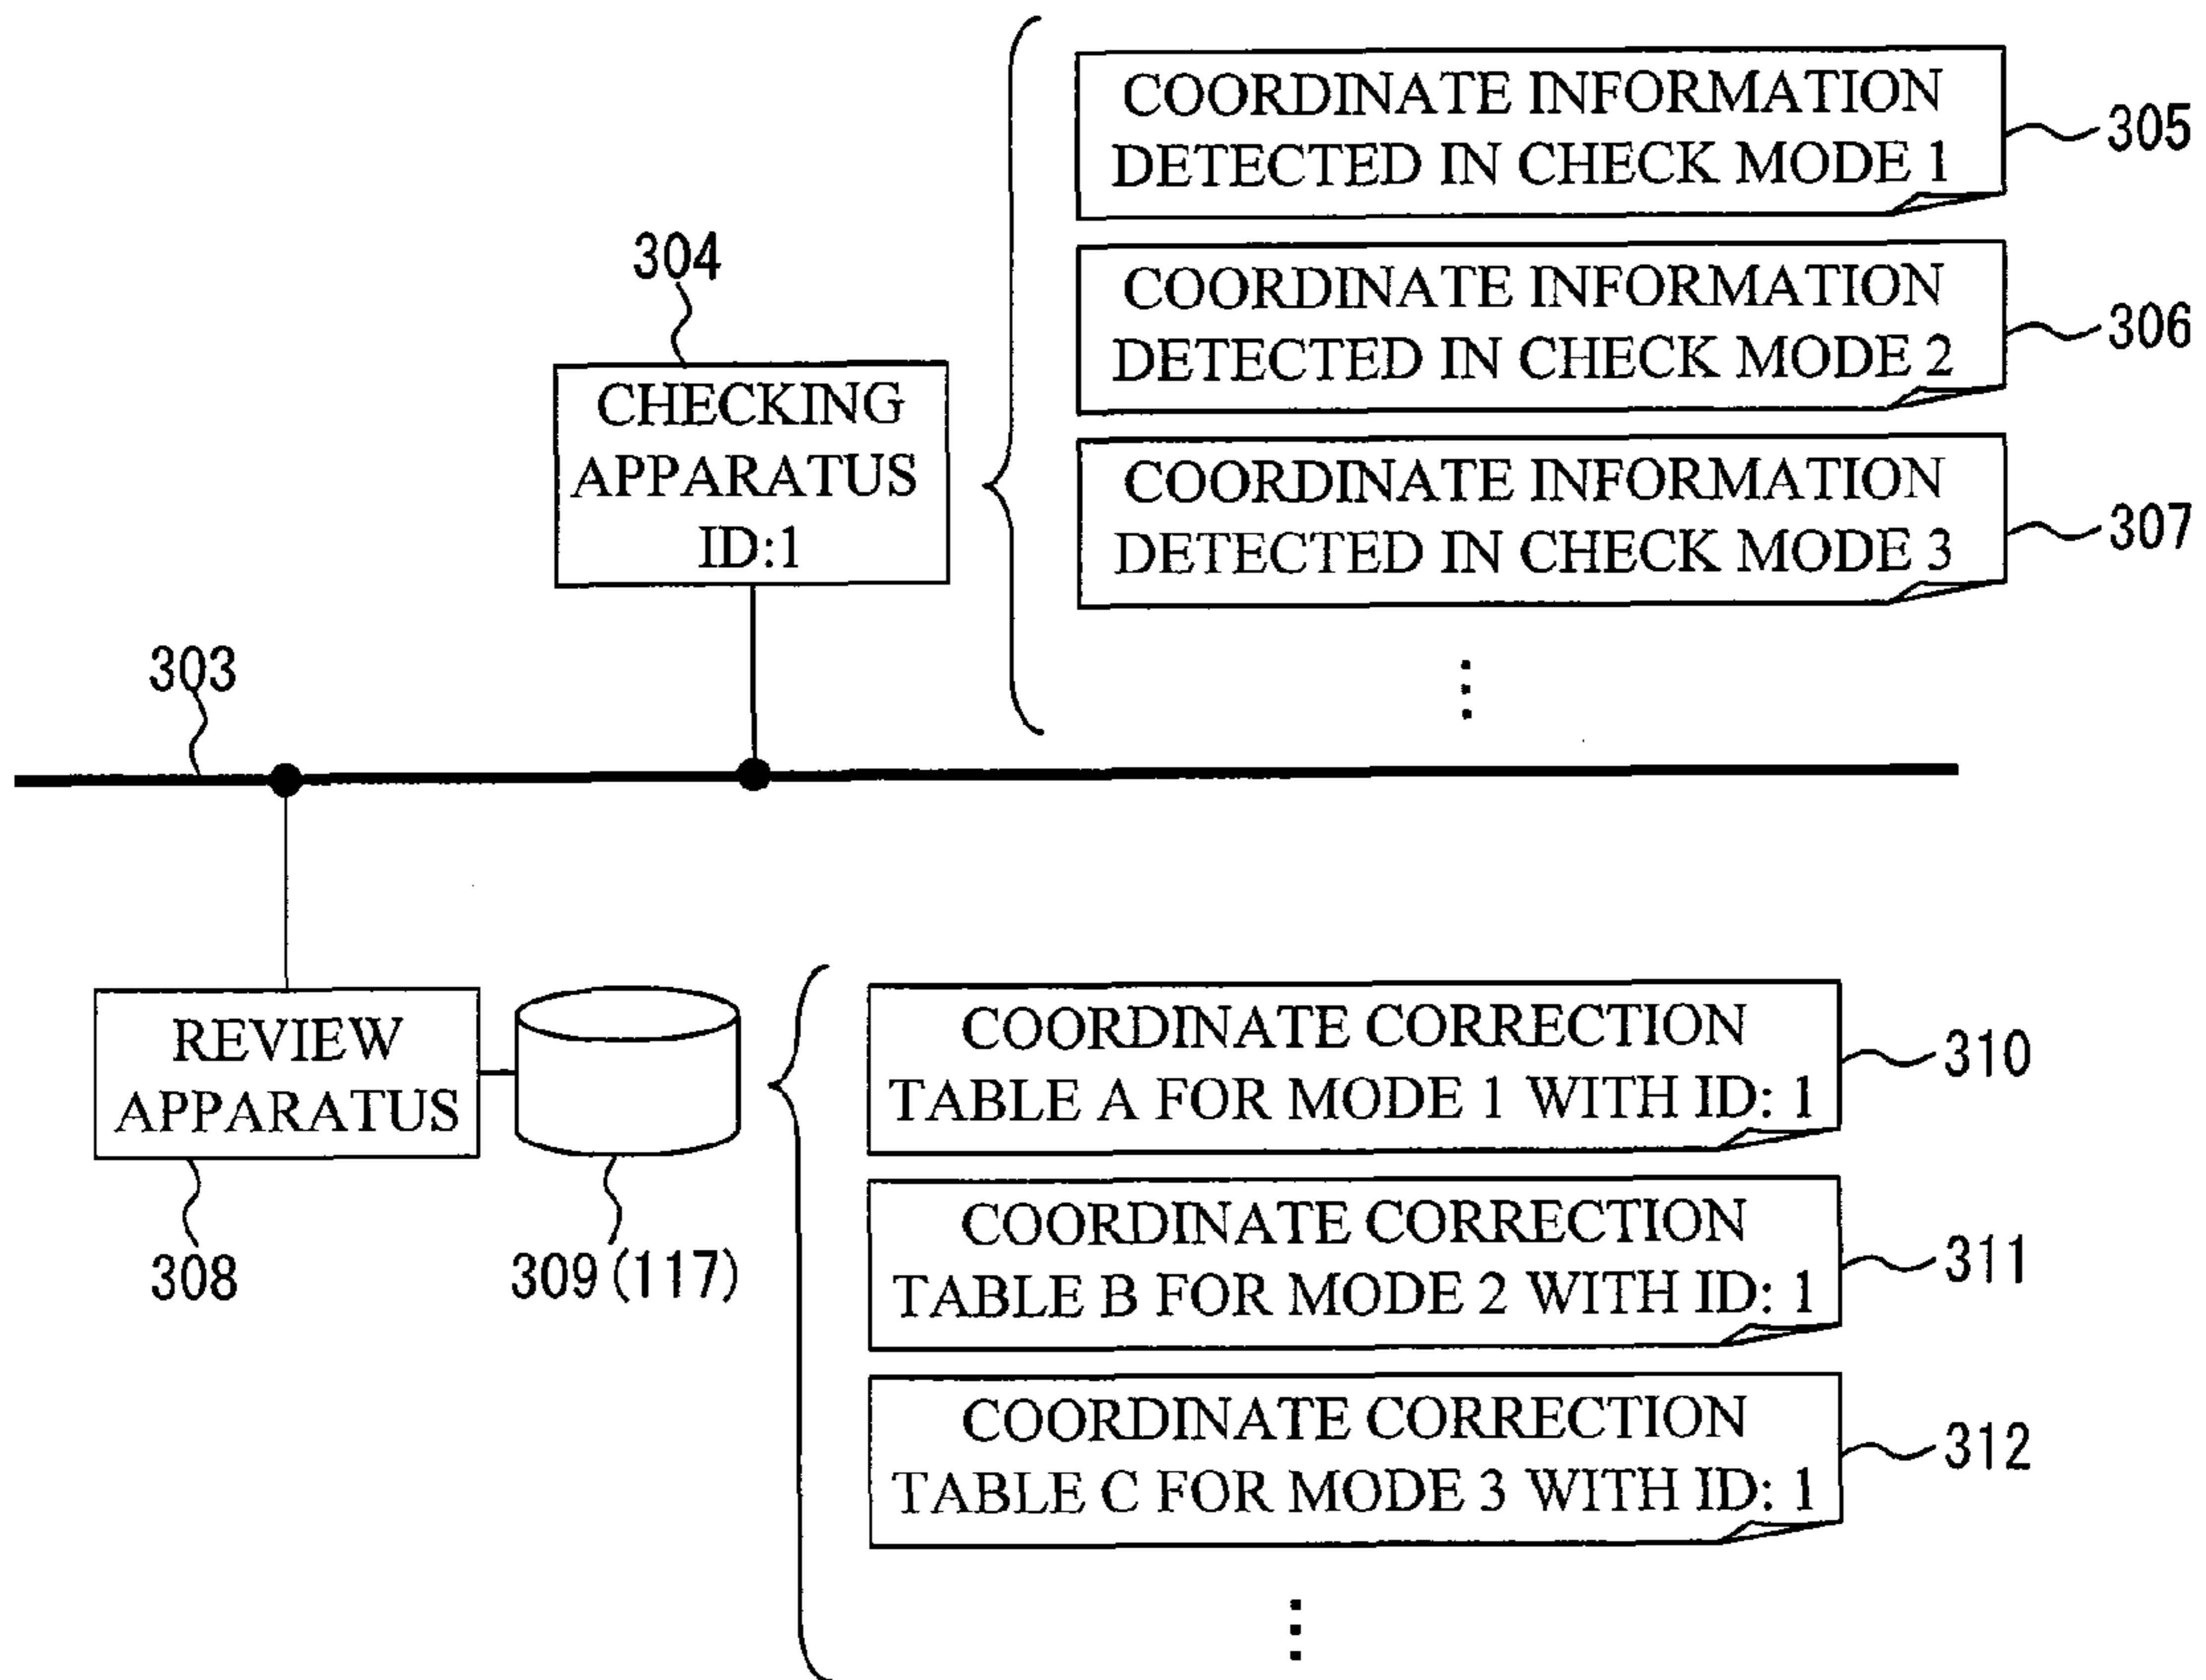 COORDINATE INFORMATION
DETECTED IN CHECK MODE 1
305
COORDINATE INFORMATION
DETECTED IN CHECK MODE 2
306
COORDINATE INFORMATION
DETECTED IN CHECK MODE 3
307
304
CHECKING
APPARATUS
ID:1
303
REVIEW
APPARATUS
308
309(117)
COORDINATE CORRECTION
TABLE A FOR MODE 1 WITH ID: 1
310
COORDINATE CORRECTION
TABLE B FOR MODE 2 WITH ID: 1
311
COORDINATE CORRECTION
TABLE C FOR MODE 3 WITH ID: 1
312